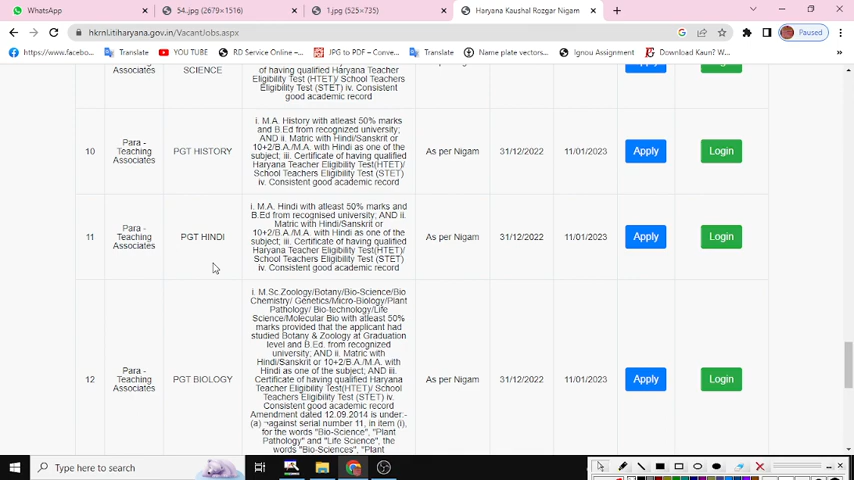 WhatsApp
54.jpg (2679×1516)
1.jpg (525×735)
Haryana Kaushal Rozgar Nigam
hkrnl.itiharyana.gov.in/VacantJobs.aspx
Paused
https://www.facebo...
Translate
YOU TUBE
RD Service Online -...
JPG to PDF – Conve...
Translate
Name plate vectors...
Ignou Assignment
Download Kaun? W...
Teaching
Associates
SCIENCE
of having qualified Haryana Teacher
Eligibility Test (HTET)/ School Teachers
Eligibility Test (STET) iv. Consistent
good academic record
Apply
Login
10
Para -
Teaching
Associates
PGT HISTORY
i. M.A. History with atleast 50% marks
and B.Ed from recognized university;
AND ii. Matric with Hindi/Sanskrit or
10+2/B.A./M.A. with Hindi as one of the
subject; iii. Certificate of having qualified
Haryana Teacher Eligibility Test(HTET)/
School Teachers Eligibility Test (STET)
iv. Consistent good academic record
As per Nigam
31/12/2022
11/01/2023
Apply
Login
11
Para -
Teaching
Associates
PGT HINDI
i. M.A. Hindi with atleast 50% marks and
B.Ed from recognised university; AND ii.
Matric with Hindi/Sanskrit or
10+2/B.A./M.A. with Hindi as one of the
subject; iii. Certificate of having qualified
Haryana Teacher Eligibility Test(HTET)/
School Teachers Eligibility Test (STET)
iv. Consistent good academic record
As per Nigam
31/12/2022
11/01/2023
Apply
Login
12
Para -
Teaching
Associates
PGT BIOLOGY
i. M.Sc.Zoology/Botany/Bio-Science/Bio
Chemistry/ Genetics/Micro-Biology/Plant
Pathology/ Bio-technology/Life
Science/Molecular Bio with atleast 50%
marks provided that the applicant had
studied Botany & Zoology at Graduation
level and B.Ed. from recognized
university; AND ii. Matric with
Hindi/Sanskrit or 10+2/B.A./M.A. with
Hindi as one of the subject; AND iii.
Certificate of having qualified Haryana
Teacher Eligibility Test(HTET)/ School
Teachers Eligibility Test (STET) iv.
Consistent good academic record
Amendment dated 12.09.2014 is under:-
(a) ¬against serial number 11, in item (i),
for the words "Bio-Science", "Plant
Pathology" and "Life Science", the
words "Bio-Sciences", "Plant
As per Nigam
31/12/2022
11/01/2023
Apply
Login
Type here to search